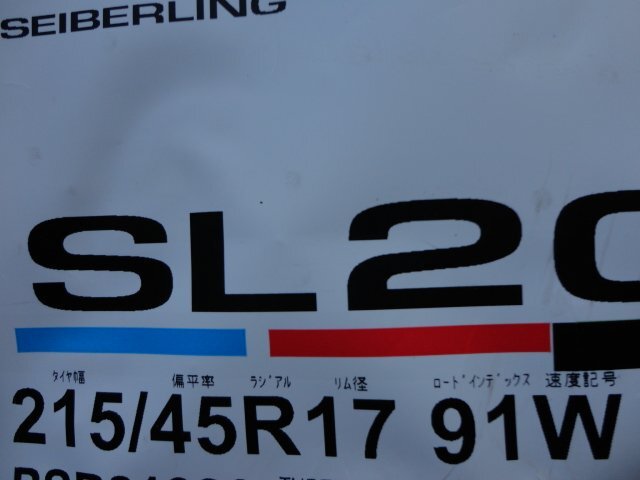 SEIBERLING
SL20
タイヤ幅 偏平率 ラジアル リム径 ロードインデックス 速度記号
215/45R17 91W